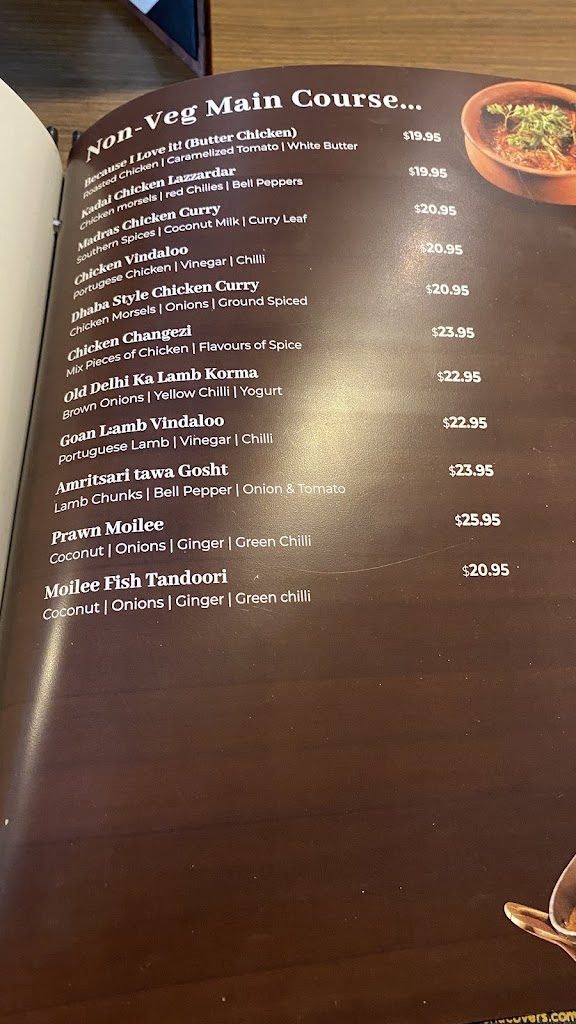 Non-Veg Main Course...
Because I Love it! (Butter Chicken) $19.95
Roasted Chicken | Caramelized Tomato | White Butter
Kadai Chicken Lazzardar $19.95
Chicken morsels | red Chilies | Bell Peppers
Madras Chicken Curry $20.95
Southern Spices | Coconut Milk | Curry Leaf
Chicken Vindaloo $20.95
Portugese Chicken | Vinegar | Chilli
Dhaba Style Chicken Curry $20.95
Chicken Morsels | Onions | Ground Spiced
Chicken Changezi $23.95
Mix Pieces of Chicken | Flavours of Spice
Old Delhi Ka Lamb Korma $22.95
Brown Onions | Yellow Chilli | Yogurt
Goan Lamb Vindaloo $22.95
Portuguese Lamb | Vinegar | Chilli
Amritsari tawa Gosht $23.95
Lamb Chunks | Bell Pepper | Onion & Tomato
Prawn Moilee $25.95
Coconut | Onions | Ginger | Green Chilli
Moilee Fish Tandoori $20.95
Coconut | Onions | Ginger | Green chilli